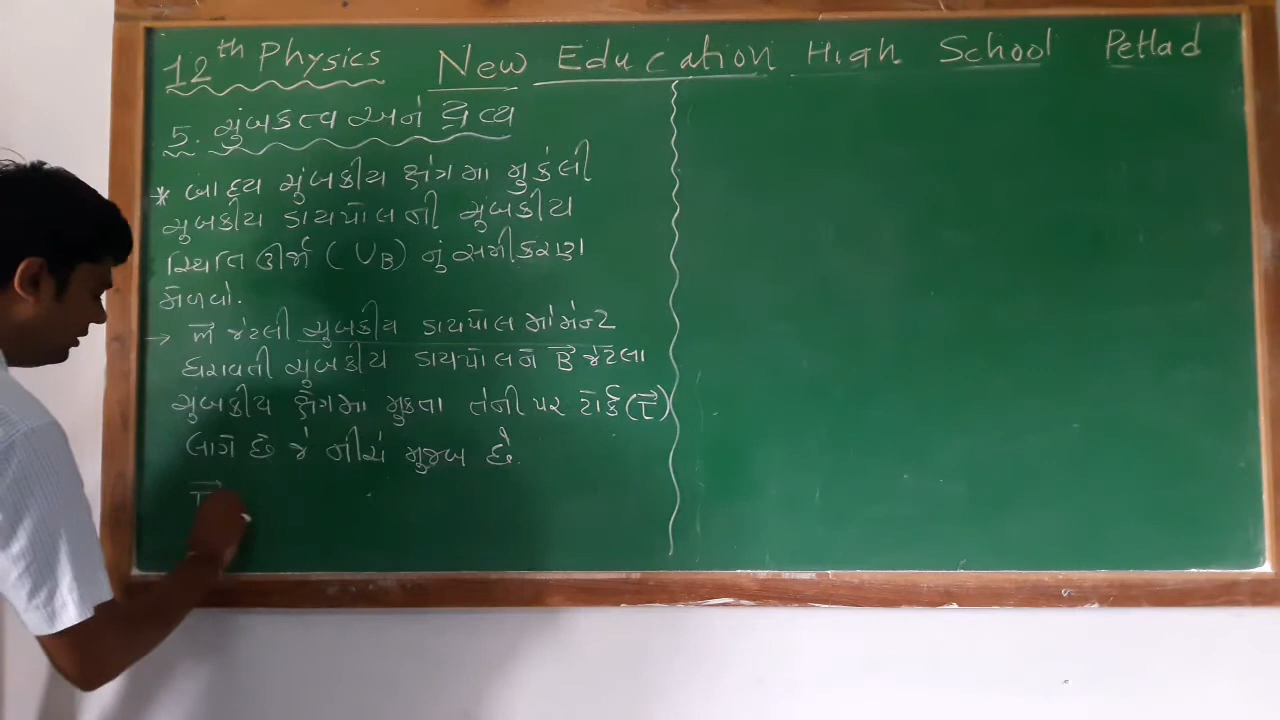 12th Physics New Education High School Petlad
5. ચુંબકત્વ અને દ્રવ્ય
* બાહ્ય ચુંબકીય ક્ષેત્રમાં મુકેલી
ચુંબકીય ડાયપોલની ચુંબકીય
સ્થિતિઊર્જા (UB) નું સમીકરણ
મેળવો.
→ m⃗ જેટલી ચુંબકીય ડાયપોલ મોમેન્ટ
ધરાવતી ચુંબકીય ડાયપોલને B⃗ જેટલા
ચુંબકીય ક્ષેત્રમાં મુકતા તેની પર ટોર્ક (τ⃗)
લાગે છે જે નીચે મુજબ છે.
τ⃗